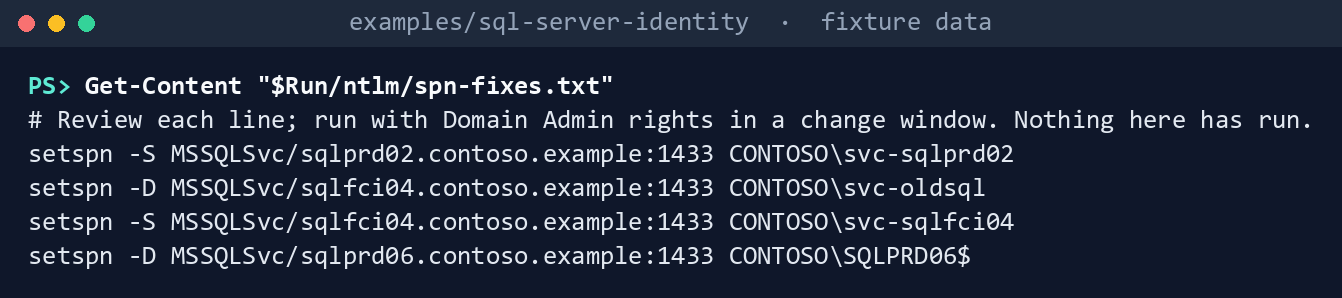 examples/sql-server-identity · fixture data
PS> Get-Content "$Run/ntlm/spn-fixes.txt"
# Review each line; run with Domain Admin rights in a change window. Nothing here has run.
setspn -S MSSQLSvc/sqlprd02.contoso.example:1433 CONTOSO\svc-sqlprd02
setspn -D MSSQLSvc/sqlfci04.contoso.example:1433 CONTOSO\svc-oldsql
setspn -S MSSQLSvc/sqlfci04.contoso.example:1433 CONTOSO\svc-sqlfci04
setspn -D MSSQLSvc/sqlprd06.contoso.example:1433 CONTOSO\SQLPRD06$